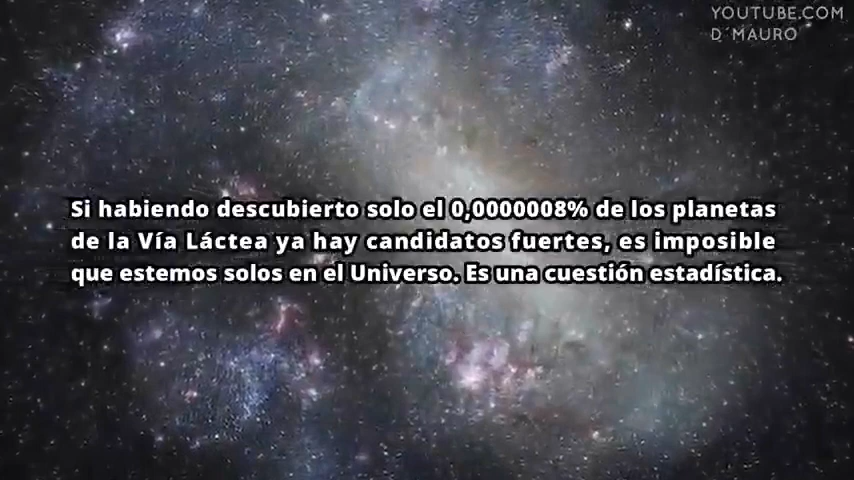 YOUTUBE.COM
D´MAURO
Si habiendo descubierto solo el 0,0000008% de los planetas
de la Vía Láctea ya hay candidatos fuertes, es imposible
que estemos solos en el Universo. Es una cuestión estadística.